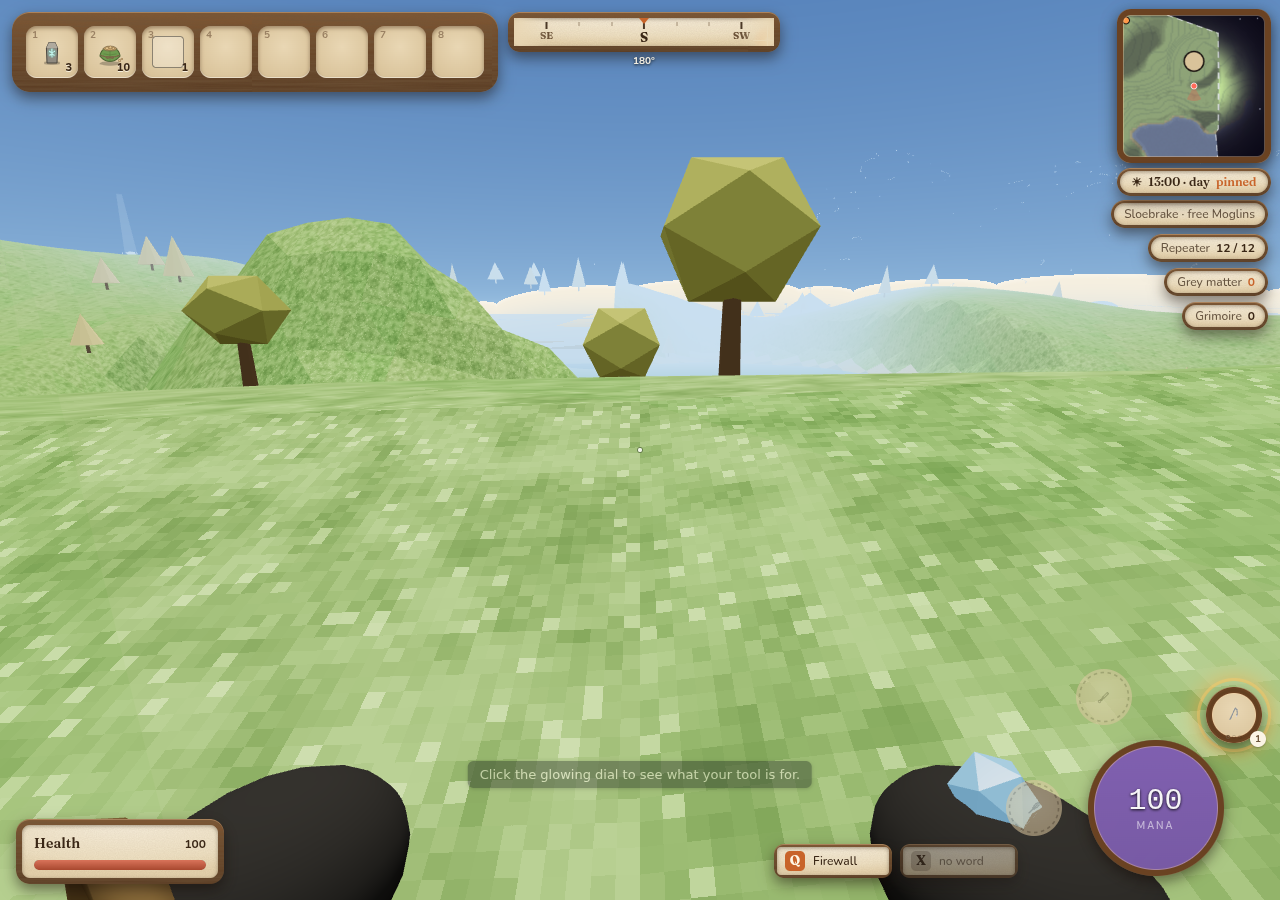 1 2 3 4 5 6 7 8
3 10 1
SE S SW
180°
13:00 · day pinned
Sloebrake · free Moglins
Repeater 12 / 12
Grey matter 0
Grimoire 0
1
Click the glowing dial to see what your tool is for.
100
MANA
Health 100
Q Firewall
X no word